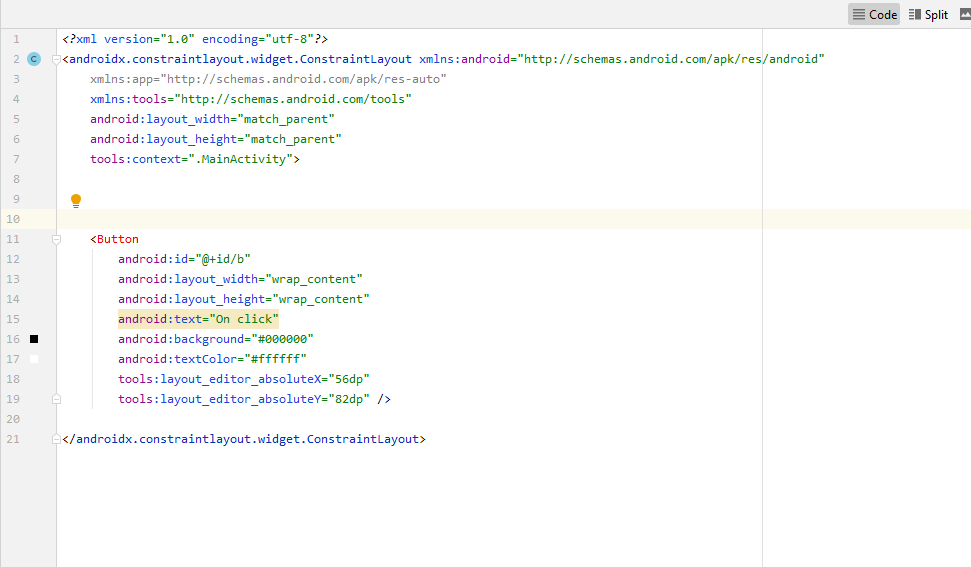 Code Split
1 <?xml version="1.0" encoding="utf-8"?>
2 C <androidx.constraintlayout.widget.ConstraintLayout xmlns:android="http://schemas.android.com/apk/res/android"
3 xmlns:app="http://schemas.android.com/apk/res-auto"
4 xmlns:tools="http://schemas.android.com/tools"
5 android:layout_width="match_parent"
6 android:layout_height="match_parent"
7 tools:context=".MainActivity">
8
9
10
11 <Button
12 android:id="@+id/b"
13 android:layout_width="wrap_content"
14 android:layout_height="wrap_content"
15 android:text="On click"
16 android:background="#000000"
17 android:textColor="#ffffff"
18 tools:layout_editor_absoluteX="56dp"
19 tools:layout_editor_absoluteY="82dp" />
20
21 </androidx.constraintlayout.widget.ConstraintLayout>